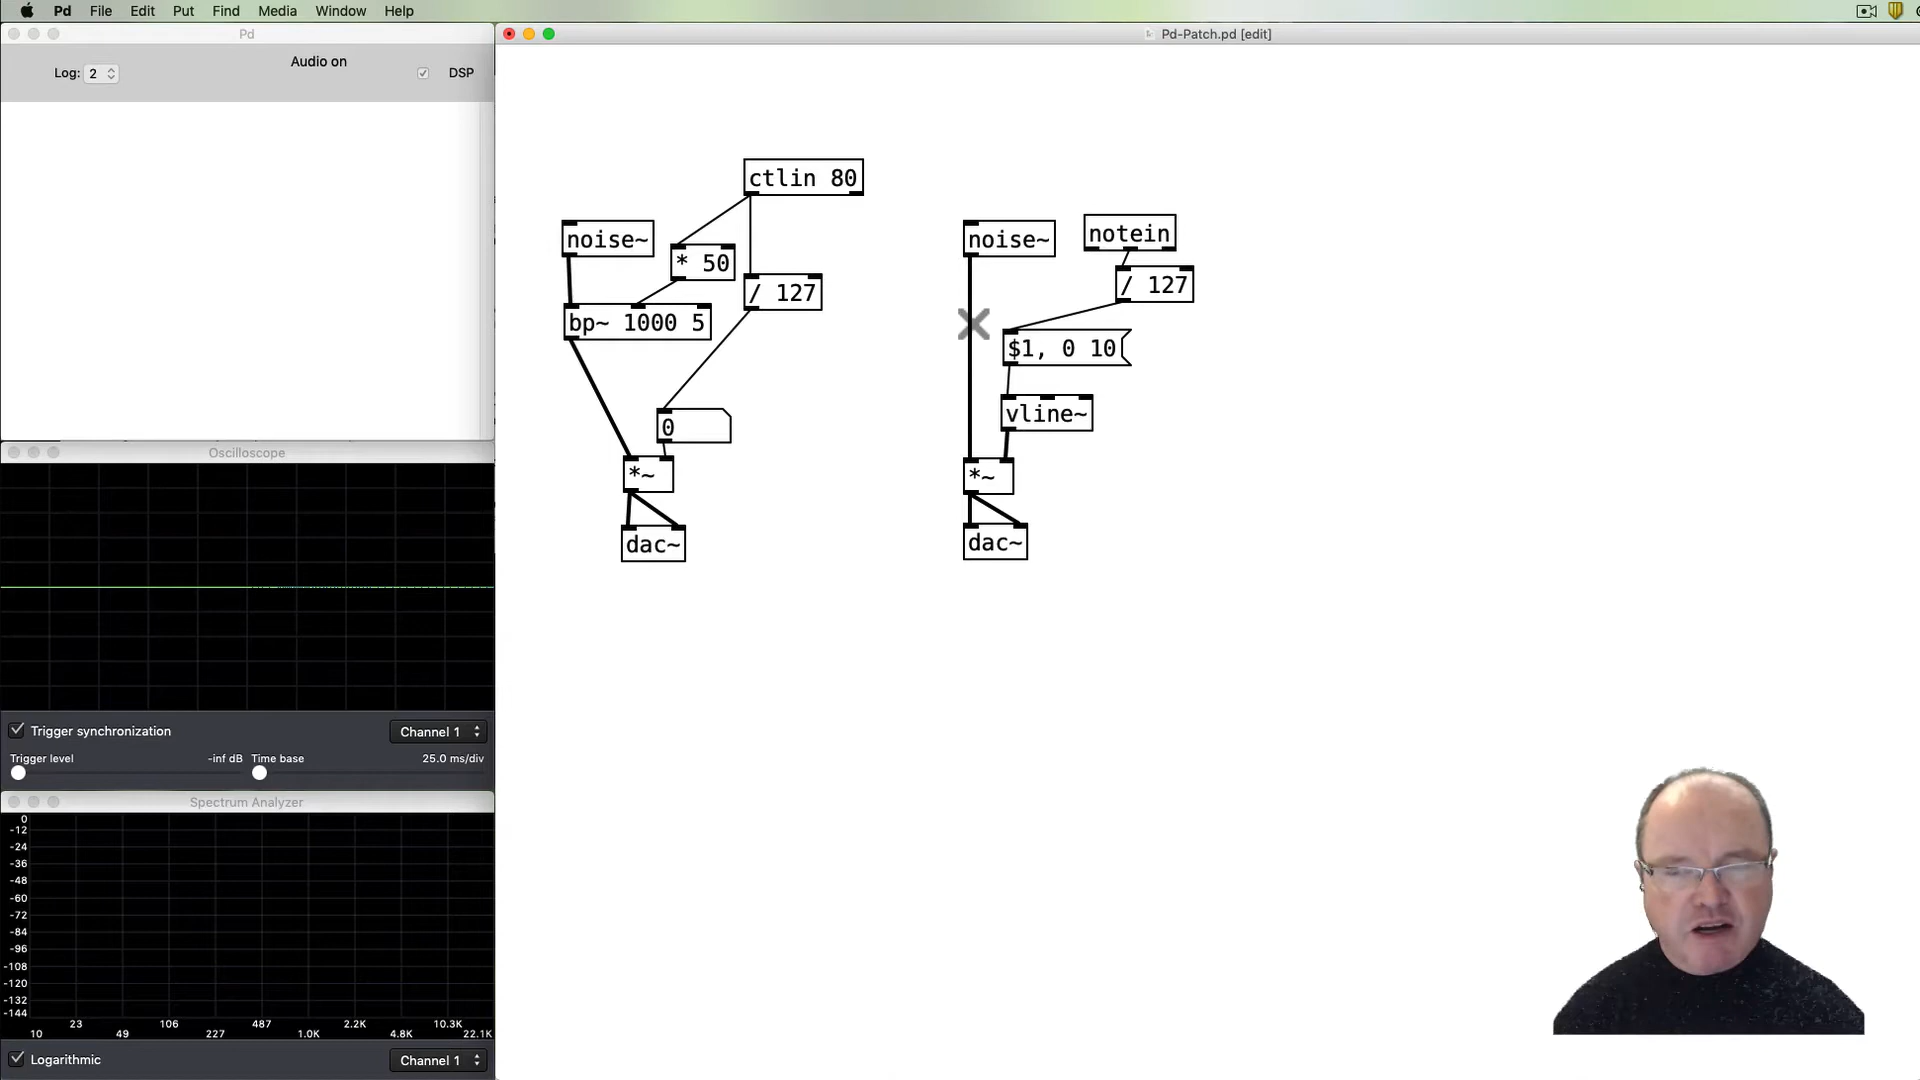 Pd File Edit Put Find Media Window Help
Pd
Log: 2
Audio on
DSP
Pd-Patch.pd [edit]
ctlin 80
noise~
* 50
/ 127
bp~ 1000 5
0
*~
dac~
noise~
notein
/ 127
$1, 0 10
vline~
*~
dac~
Oscilloscope
Trigger synchronization
Channel 1
Trigger level
-inf dB
Time base
25.0 ms/div
Spectrum Analyzer
0
-12
-24
-36
-48
-60
-72
-84
-96
-108
-120
-132
-144
10 23 49 106 227 487 1.0K 2.2K 4.8K 10.3K 22.1K
Logarithmic
Channel 1